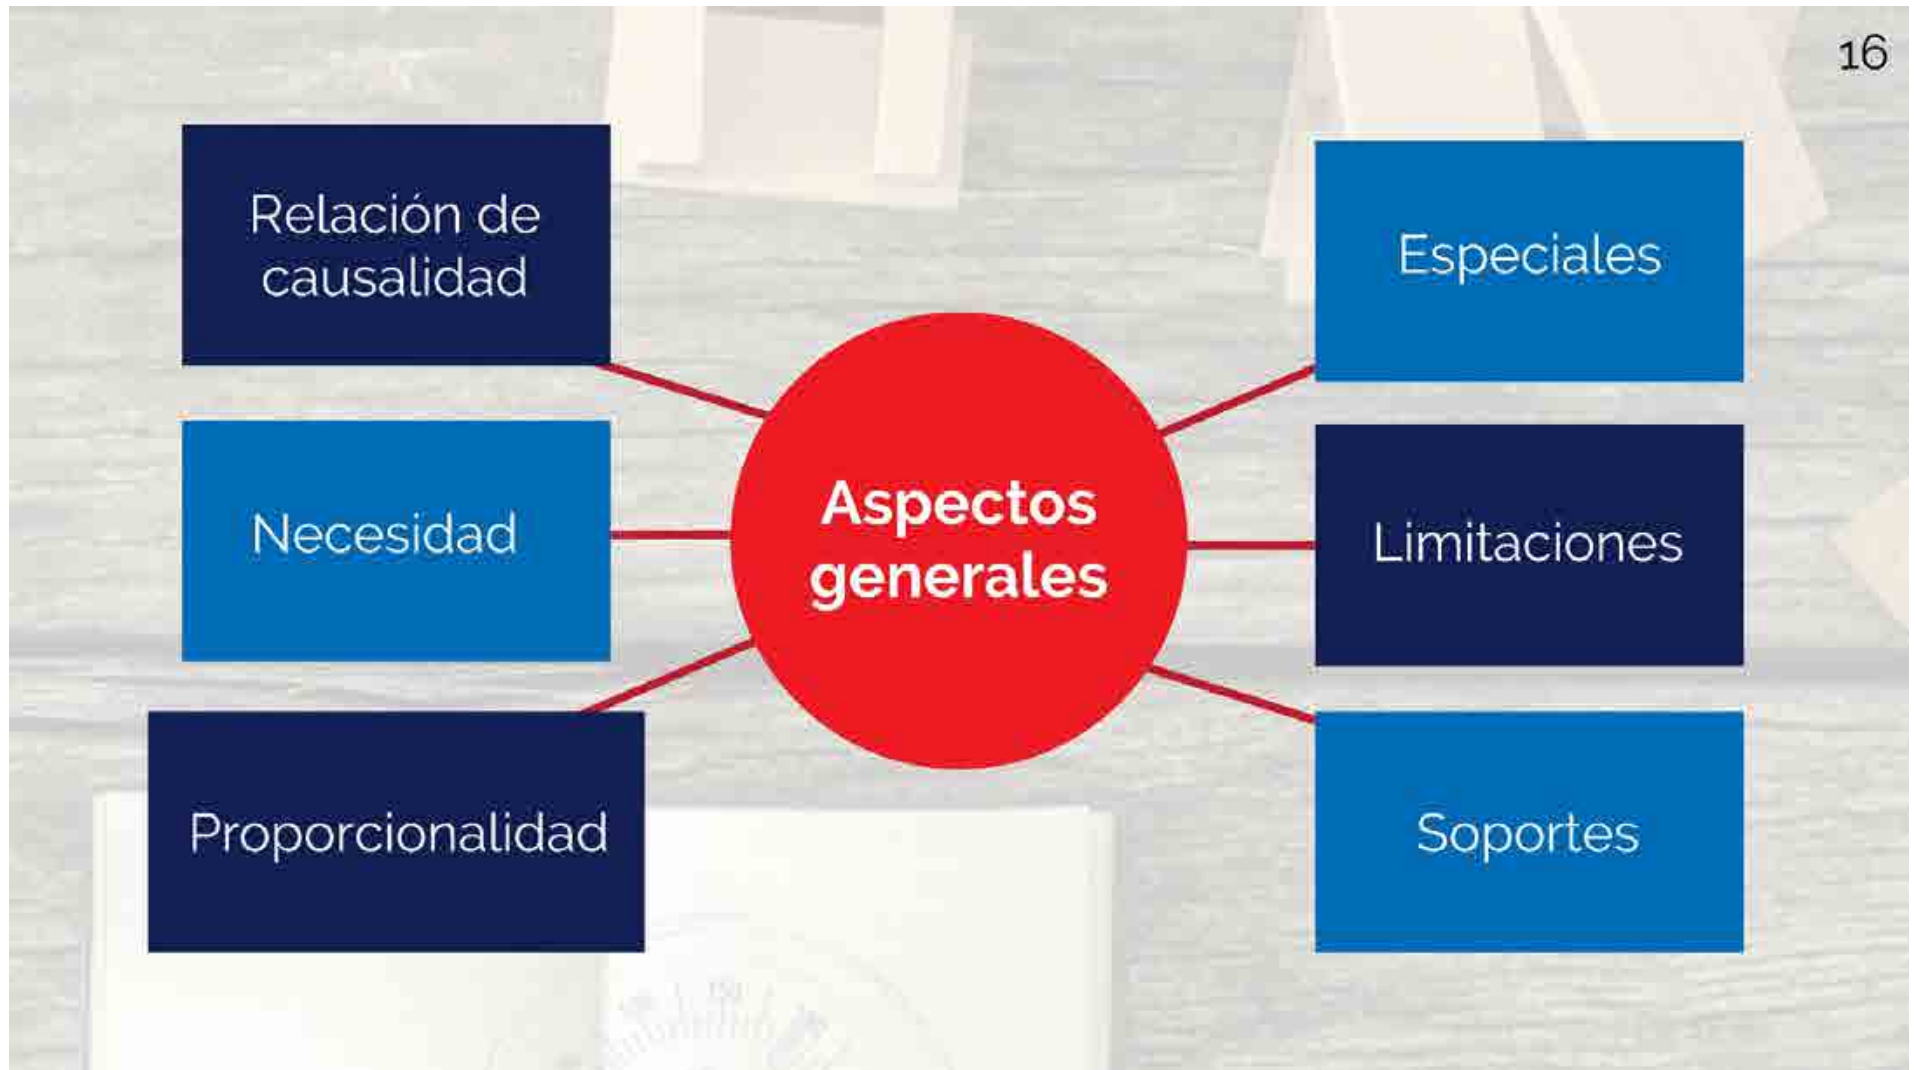 16
Relación de
causalidad
Necesidad
Proporcionalidad
Aspectos
generales
Especiales
Limitaciones
Soportes